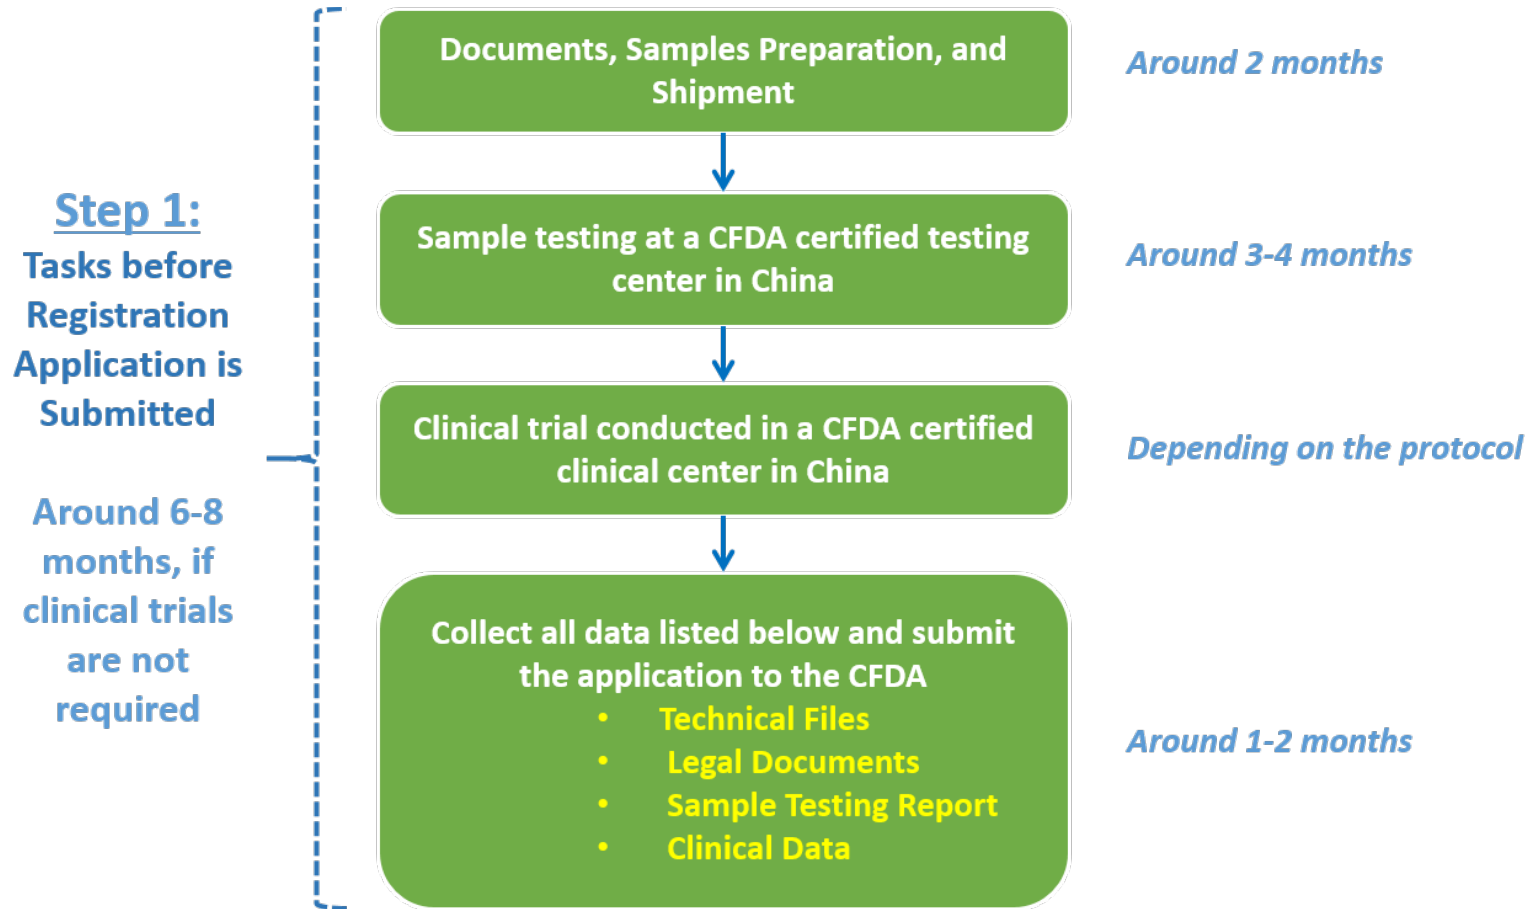 Step 1:
Tasks before
Registration
Application is
Submitted
Around 6-8
months, if
clinical trials
are not
required
Documents, Samples Preparation, and
Shipment
Around 2 months
Sample testing at a CFDA certified testing
center in China
Around 3-4 months
Clinical trial conducted in a CFDA certified
clinical center in China
Depending on the protocol
Collect all data listed below and submit
the application to the CFDA
• Technical Files
• Legal Documents
• Sample Testing Report
• Clinical Data
Around 1-2 months